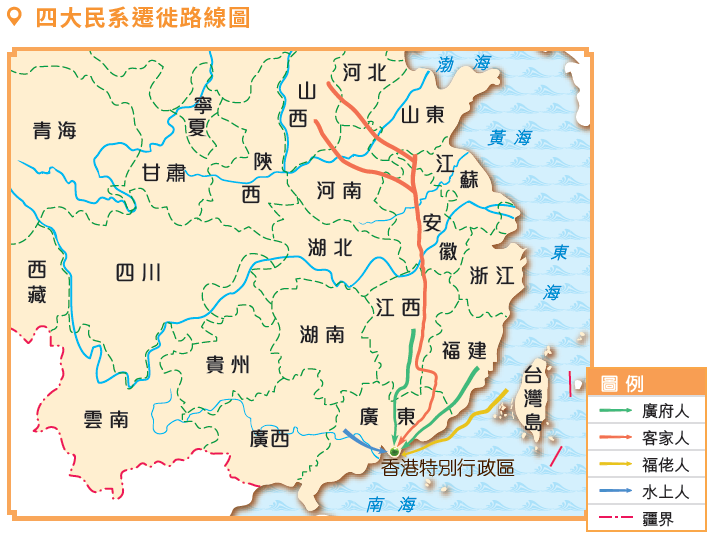 四大民系遷徙路線圖
渤海
河北
山西
山東
寧夏
青海
黃海
陝西
甘肅
江蘇
河南
安徽
湖北
東海
西藏
四川
浙江
江西
湖南
福建
貴州
台灣島
雲南
廣東
廣西
香港特別行政區
南海
圖例
廣府人
客家人
福佬人
水上人
疆界